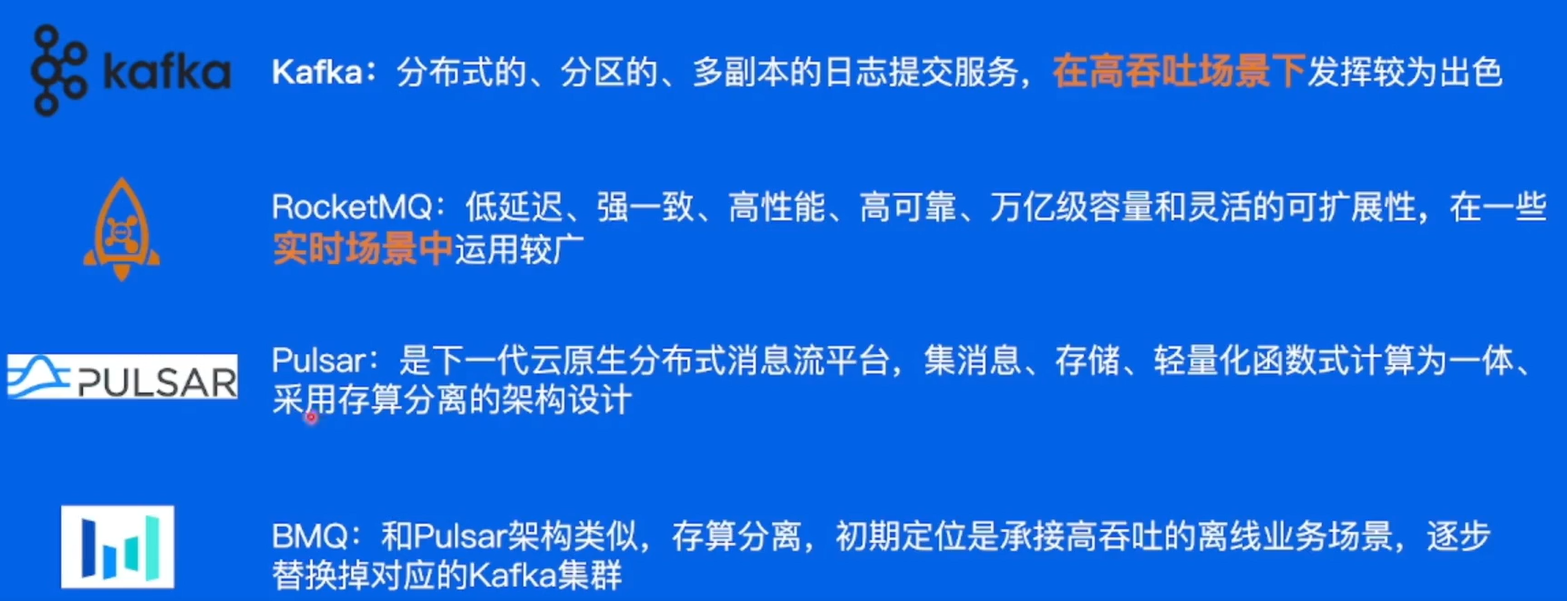 kafka
Kafka：分布式的、分区的、多副本的日志提交服务，在高吞吐场景下发挥较为出色
RocketMQ：低延迟、强一致、高性能、高可靠、万亿级容量和灵活的可扩展性，在一些
实时场景中运用较广
PULSAR
Pulsar：是下一代云原生分布式消息流平台，集消息、存储、轻量化函数式计算为一体、
采用存算分离的架构设计
BMQ：和Pulsar架构类似，存算分离，初期定位是承接高吞吐的离线业务场景，逐步
替换掉对应的Kafka集群